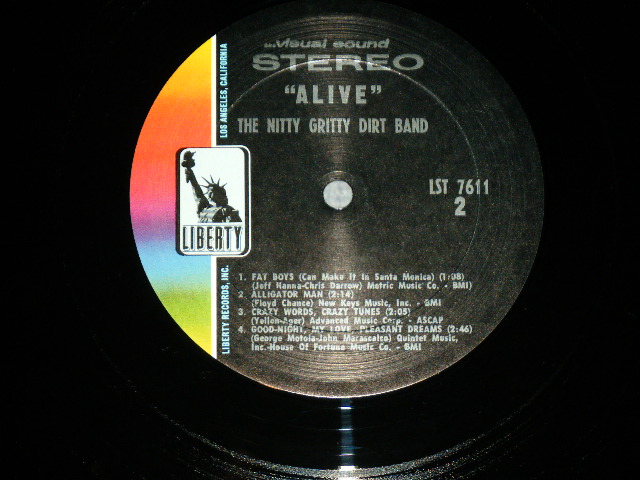 ...visual sound
STEREO
"ALIVE"
THE NITTY GRITTY DIRT BAND
LST 7611
2
LOS ANGELES, CALIFORNIA
LIBERTY
LIBERTY RECORDS, INC.
1. FAT BOYS (Can Make It In Santa Monica) (1:08)
(Jeff Hanna-Chris Darrow) Metric Music Co. - BMI)
2. ALLIGATOR MAN (2:14)
(Floyd Chance) New Keys Music, Inc. - BMI
3. CRAZY WORDS, CRAZY TUNES (2:05)
(Yellen-Ager) Advanced Music Corp. - ASCAP
4. GOOD-NIGHT, MY LOVE, PLEASANT DREAMS (2:46)
(George Motola-John Marascalco) Quintet Music,
Inc.-House Of Fortune Music Co. - BMI